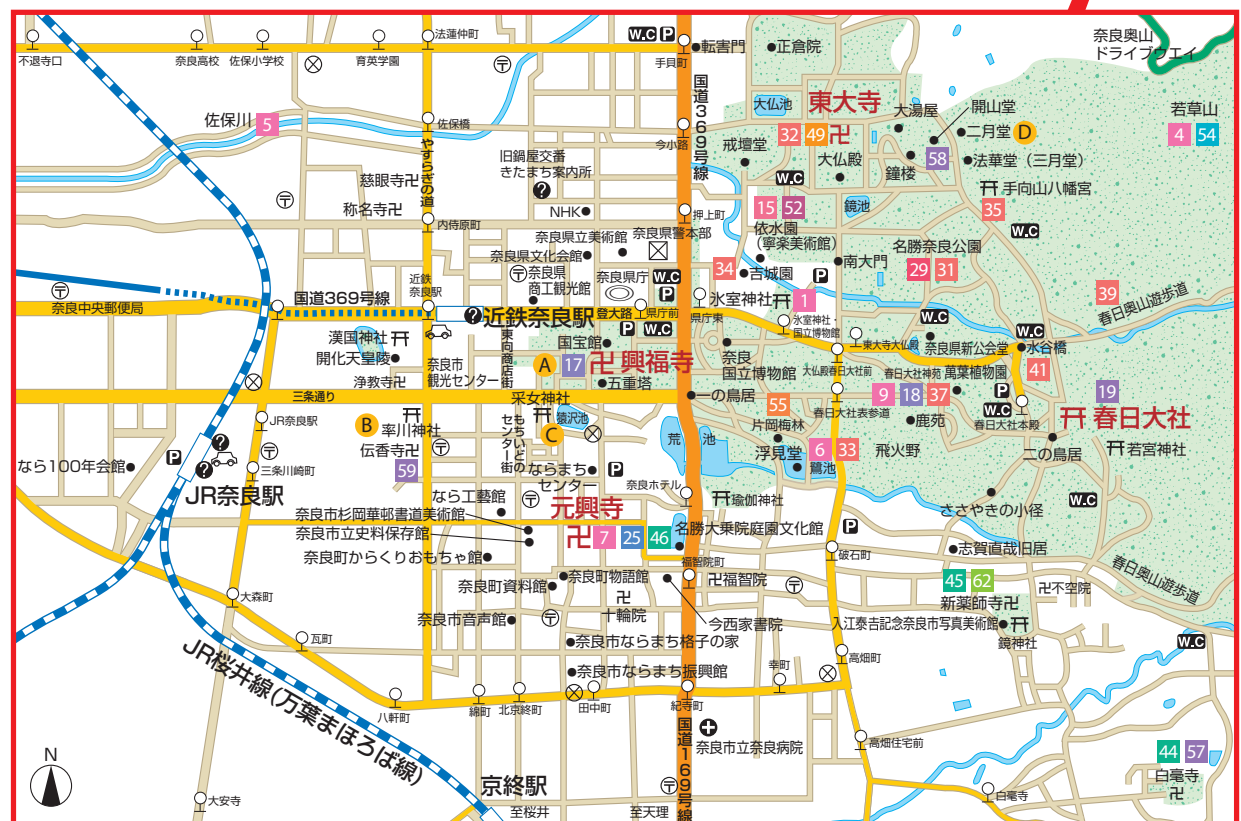 奈良奥山
ドライブウエイ
不退寺口
奈良高校
佐保小学校
育英学園
法蓮仲町
W.C P
手貝町
転害門
正倉院
国道369号線
大仏池
東大寺
32 49
大湯屋
開山堂
二月堂 D
若草山
4 54
佐保川 5
佐保橋
やすらぎの道
今小路
戒壇堂
大仏殿
鐘楼
58
法華堂(三月堂)
旧鍋屋交番
きたまち案内所
?
慈眼寺
称名寺
NHK
押上町
W.C
15 52
鏡池
手向山八幡宮
35
W.C
内侍原町
奈良県立美術館
奈良県警本部
奈良県文化会館
依水園
(寧楽美術館)
名勝奈良公園
29 31
奈良県
商工観光館
奈良県庁
W.C
P
34
吉城園
南大門
P
39
春日奥山遊歩道
奈良中央郵便局
国道369号線
近鉄
奈良駅
?
近鉄奈良駅
登大路
県庁前
県庁東
氷室神社 1
氷室神社・
国立博物館
W.C
W.C
漢国神社
開化天皇陵
浄教寺
奈良市
観光センター
東向商店街
P W.C
国宝館
A 17 興福寺
五重塔
奈良
国立博物館
東大寺大仏殿
大仏殿春日大社前
奈良県新公会堂
水谷橋
41
春日大社神苑 萬葉植物園
三条通り
采女神社
一の鳥居
55
片岡梅林
春日大社表参道
9 18 37
P
W.C
春日大社本殿
19
春日大社
JR奈良駅
B 率川神社
伝香寺
59
もちいどの
センター街
C
猿沢池
荒池
鹿苑
浮見堂
6 33
鷺池
飛火野
二の鳥居
若宮神社
なら100年会館
P
?
?
三条川崎町
JR奈良駅
ならまち
センター
P
奈良ホテル
瑜伽神社
ささやきの小径
W.C
なら工藝館
元興寺
7 25 46
名勝大乗院庭園文化館
奈良市杉岡華邨書道美術館
奈良市立史料保存館
奈良町からくりおもちゃ館
福智院町
P
破石町
志賀直哉旧居
春日奥山遊歩道
奈良町資料館
奈良町物語館
福智院
45 62
新薬師寺
不空院
大森町
十輪院
今西家書院
奈良市音声館
入江泰吉記念奈良市写真美術館
鏡神社
W.C
瓦町
奈良市ならまち格子の家
高畑町
JR桜井線(万葉まほろば線)
奈良市ならまち振興館
幸町
八軒町
綿町
北京終町
田中町
紀寺町
国道169号線
奈良市立奈良病院
高畑住宅前
44 57
白毫寺
N
大安寺
京終駅
至桜井
至天理
白毫寺